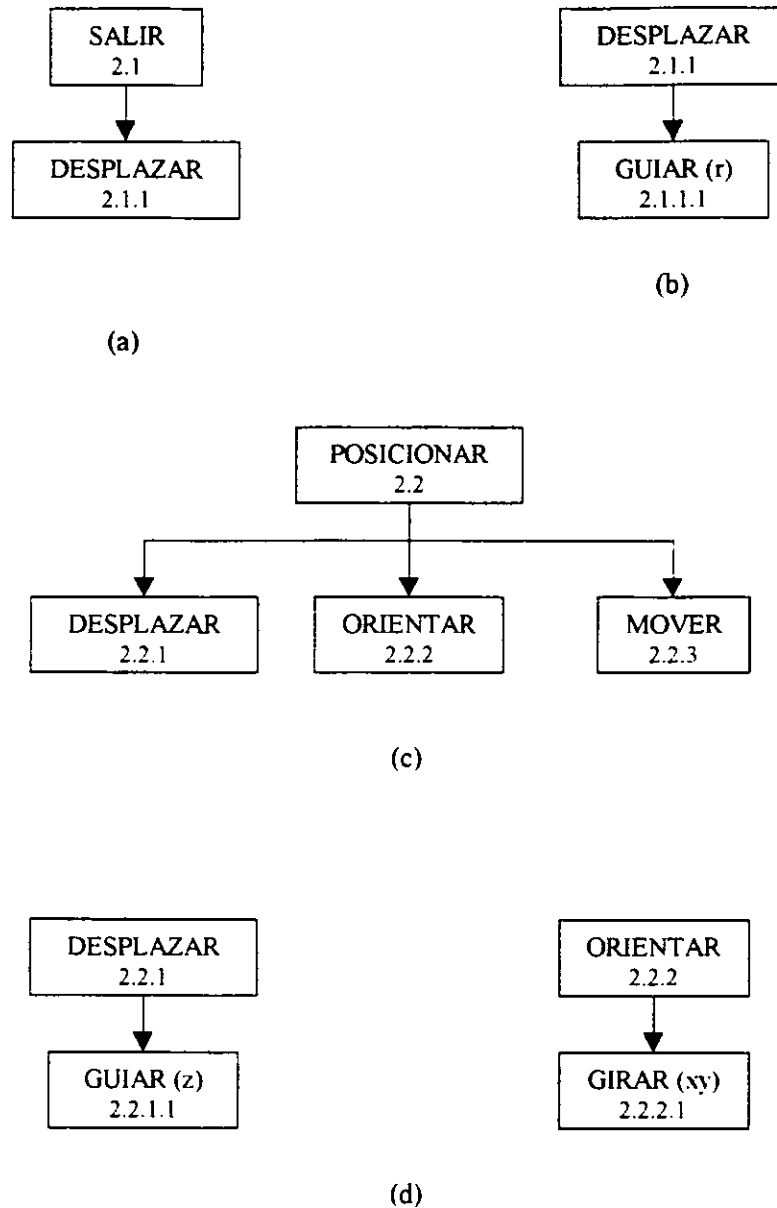 SALIR
2.1
DESPLAZAR
2.1.1
(a)
DESPLAZAR
2.1.1
GUIAR (r)
2.1.1.1
(b)
POSICIONAR
2.2
DESPLAZAR
2.2.1
ORIENTAR
2.2.2
MOVER
2.2.3
(c)
DESPLAZAR
2.2.1
GUIAR (z)
2.2.1.1
ORIENTAR
2.2.2
GIRAR (xy)
2.2.2.1
(d)